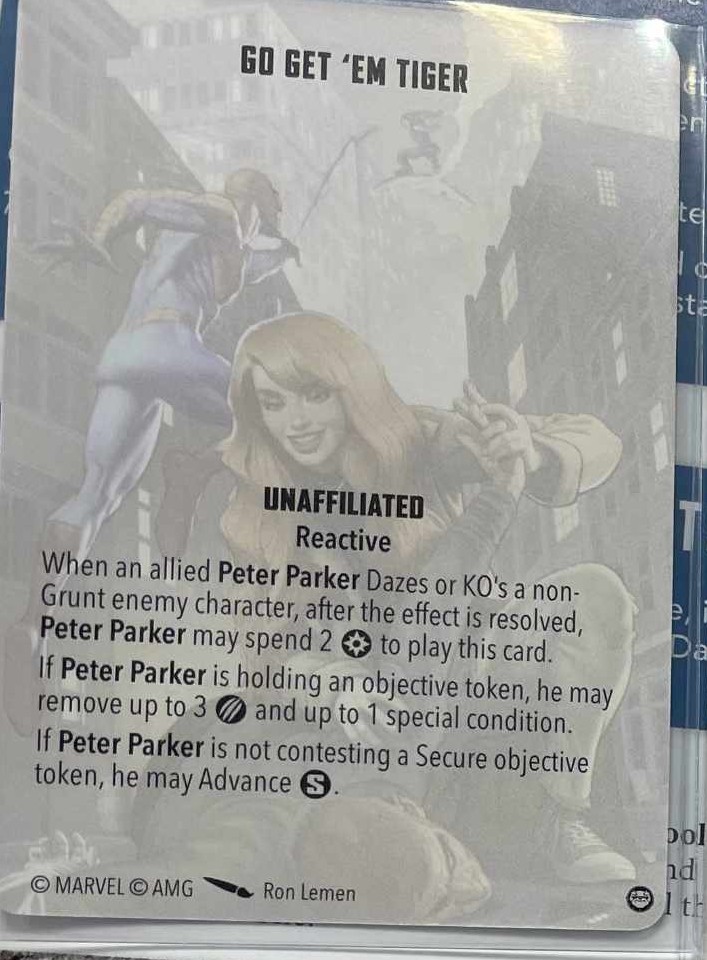 GO GET 'EM TIGER
UNAFFILIATED
Reactive
When an allied Peter Parker Dazes or KO's a non-
Grunt enemy character, after the effect is resolved,
Peter Parker may spend 2 to play this card.
If Peter Parker is holding an objective token, he may
remove up to 3 and up to 1 special condition.
If Peter Parker is not contesting a Secure objective
token, he may Advance S.
© MARVEL © AMG Ron Lemen